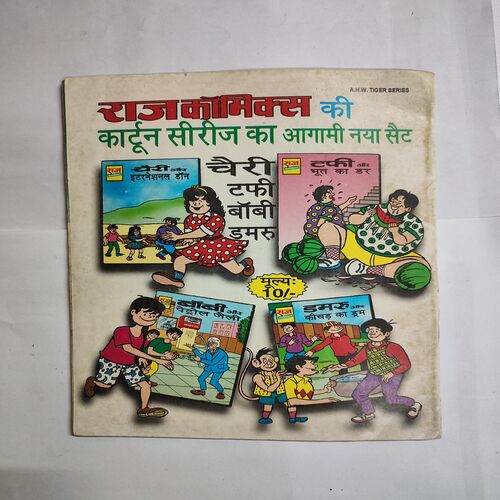 A.H.W. TIGER SERIES
राज कॉमिक्स की
कार्टून सीरीज का आगामी नया सैट
राज
चैरी और
इंटरनेशनल डॉन
चैरी
टफी
बॉबी
डमरु
राज
टफी और
भूत का डर
मूल्य:
10/-
बॉबी और
पेट्रोल जैली
राज
डमरु और
कीचड़ का ड्रम